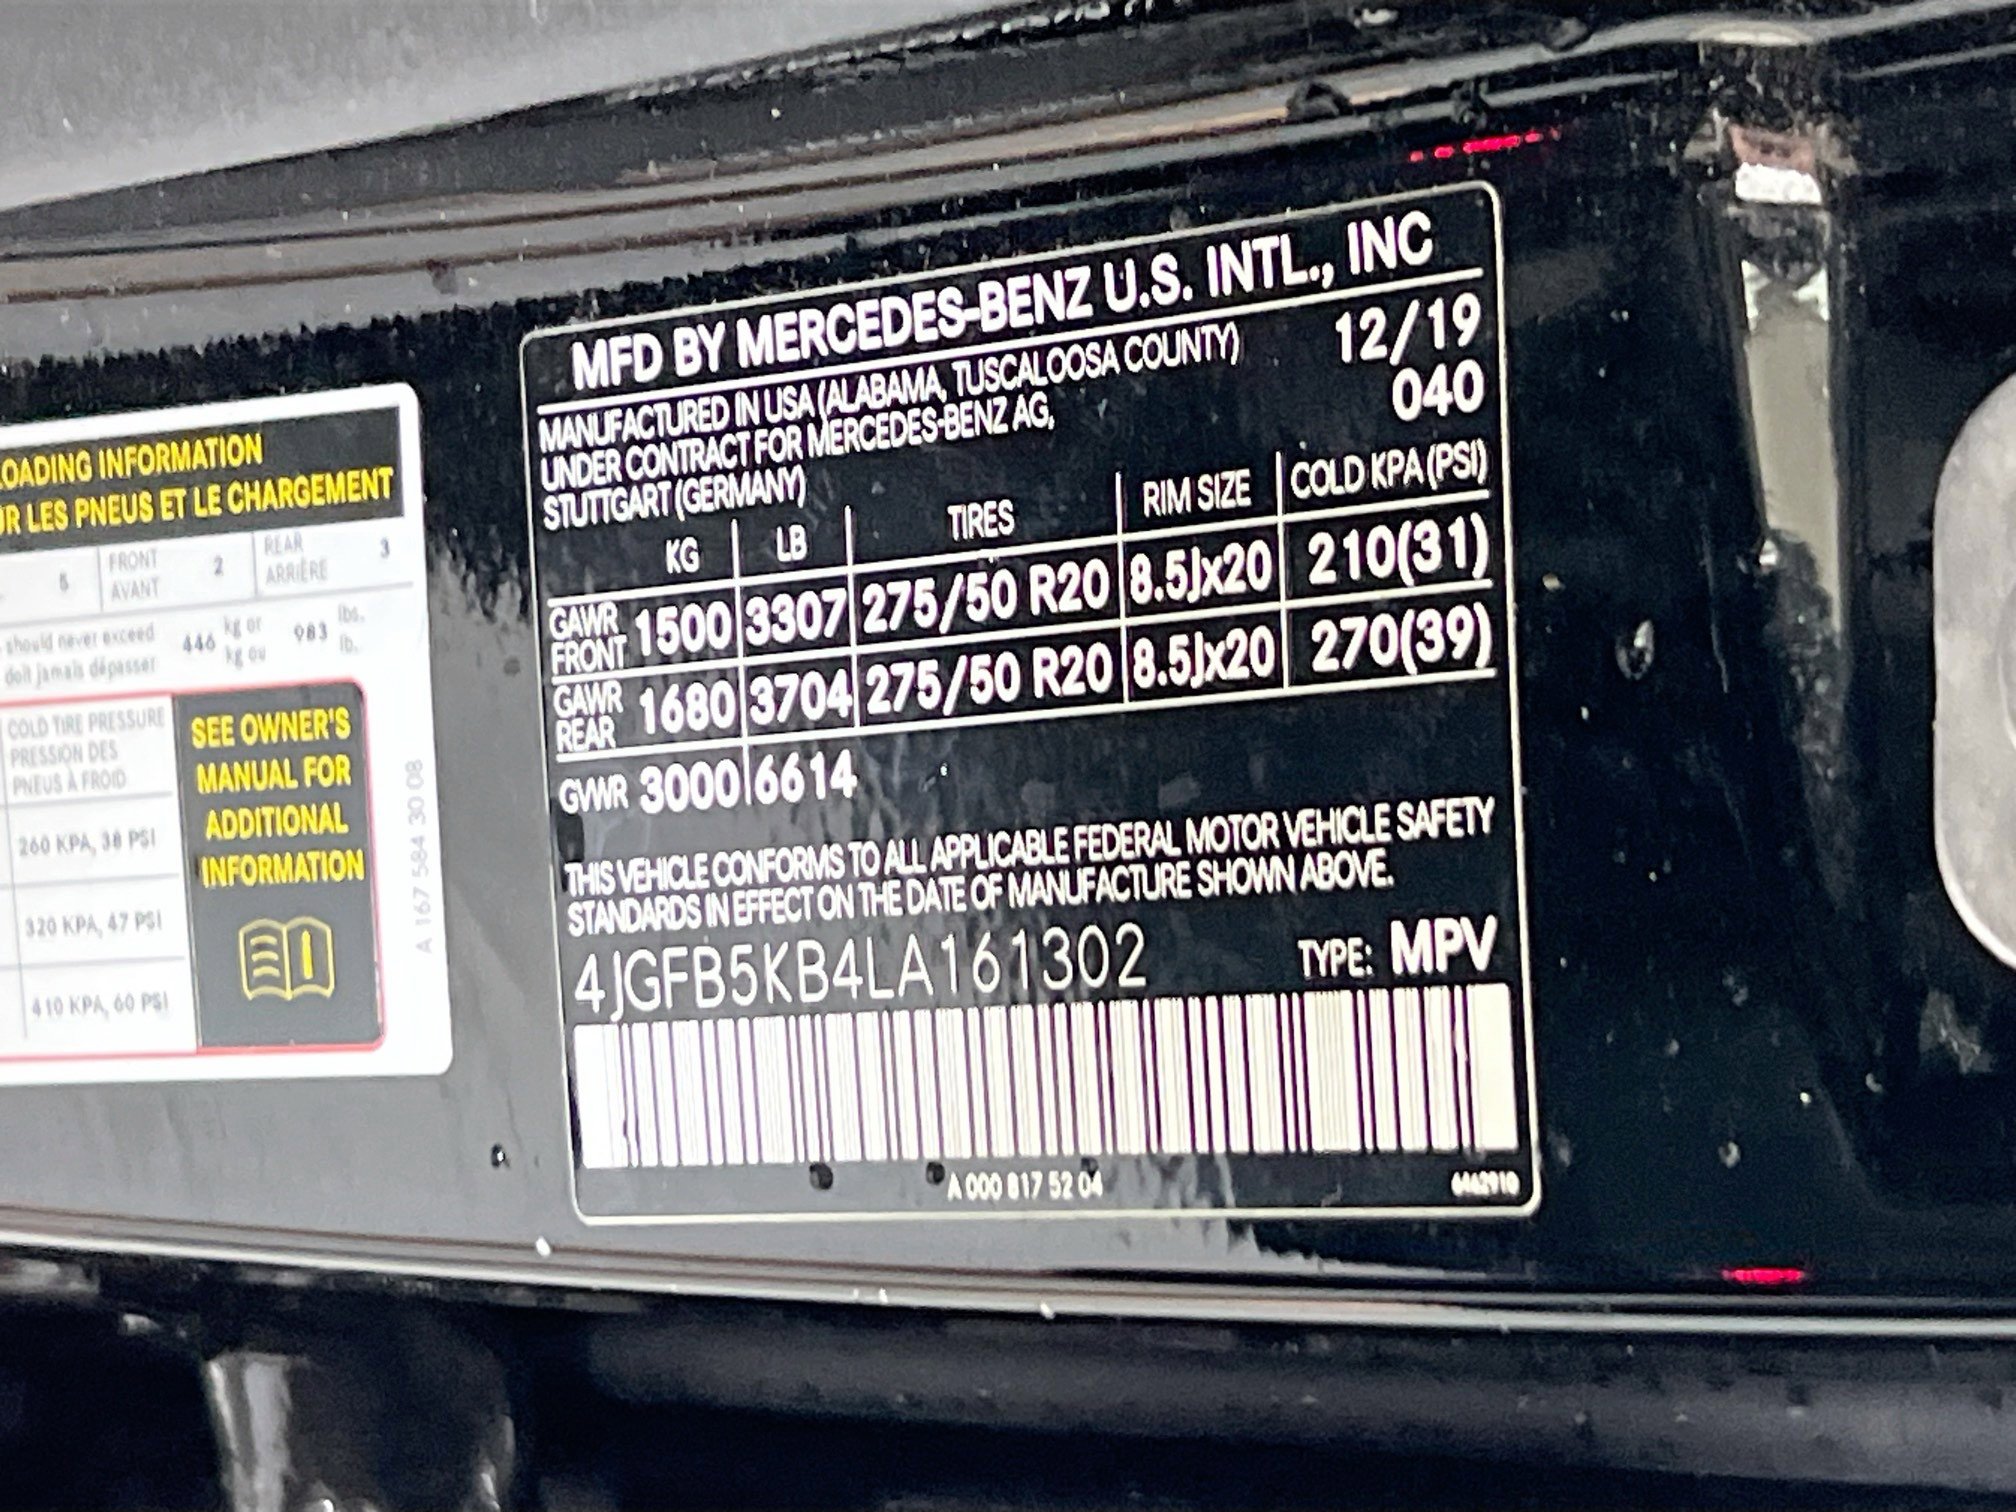 OADING INFORMATION
R LES PNEUS ET LE CHARGEMENT
5 FRONT 2 REAR 3
AVANT ARRIÈRE
should never exceed 446 kg or 983 lbs.
doit jamais dépasser kg ou lb.
COLD TIRE PRESSURE
PRESSION DES
PNEUS À FROID
260 KPA, 38 PSI
320 KPA, 47 PSI
410 KPA, 60 PSI
SEE OWNER'S
MANUAL FOR
ADDITIONAL
INFORMATION
A 167 584 30 08
MFD BY MERCEDES-BENZ U.S. INTL., INC
MANUFACTURED IN USA (ALABAMA, TUSCALOOSA COUNTY) 12/19
UNDER CONTRACT FOR MERCEDES-BENZ AG, 040
STUTTGART (GERMANY)
KG LB TIRES RIM SIZE COLD KPA (PSI)
GAWR FRONT 1500 3307 275/50 R20 8.5Jx20 210(31)
GAWR REAR 1680 3704 275/50 R20 8.5Jx20 270(39)
GVWR 3000 6614
THIS VEHICLE CONFORMS TO ALL APPLICABLE FEDERAL MOTOR VEHICLE SAFETY
STANDARDS IN EFFECT ON THE DATE OF MANUFACTURE SHOWN ABOVE.
4JGFB5KB4LA161302 TYPE: MPV
A 000 817 52 04